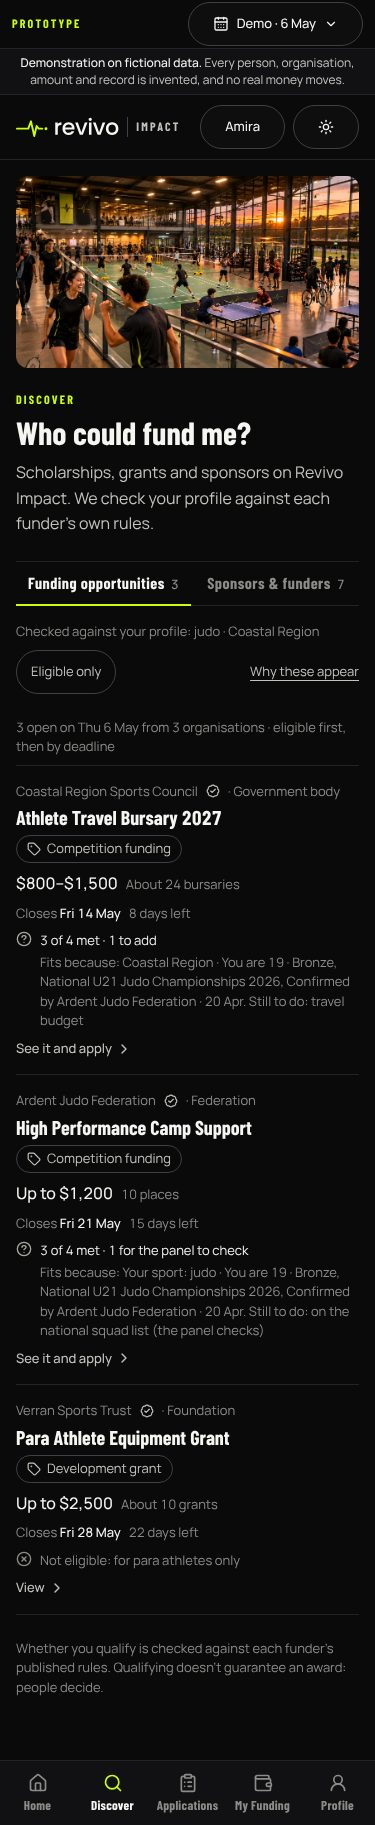 PROTOTYPE
Demo · 6 May
Demonstration on fictional data. Every person, organisation,
amount and record is invented, and no real money moves.
revivo IMPACT
Amira
DISCOVER
Who could fund me?
Scholarships, grants and sponsors on Revivo
Impact. We check your profile against each
funder's own rules.
Funding opportunities 3
Sponsors & funders 7
Checked against your profile: judo · Coastal Region
Eligible only
Why these appear
3 open on Thu 6 May from 3 organisations · eligible first,
then by deadline
Coastal Region Sports Council · Government body
Athlete Travel Bursary 2027
Competition funding
$800–$1,500 About 24 bursaries
Closes Fri 14 May 8 days left
3 of 4 met · 1 to add
Fits because: Coastal Region · You are 19 · Bronze,
National U21 Judo Championships 2026, Confirmed
by Ardent Judo Federation · 20 Apr. Still to do: travel
budget
See it and apply
Ardent Judo Federation · Federation
High Performance Camp Support
Competition funding
Up to $1,200 10 places
Closes Fri 21 May 15 days left
3 of 4 met · 1 for the panel to check
Fits because: Your sport: judo · You are 19 · Bronze,
National U21 Judo Championships 2026, Confirmed
by Ardent Judo Federation · 20 Apr. Still to do: on the
national squad list (the panel checks)
See it and apply
Verran Sports Trust · Foundation
Para Athlete Equipment Grant
Development grant
Up to $2,500 About 10 grants
Closes Fri 28 May 22 days left
Not eligible: for para athletes only
View
Whether you qualify is checked against each funder's
published rules. Qualifying doesn't guarantee an award:
people decide.
Home
Discover
Applications
My Funding
Profile